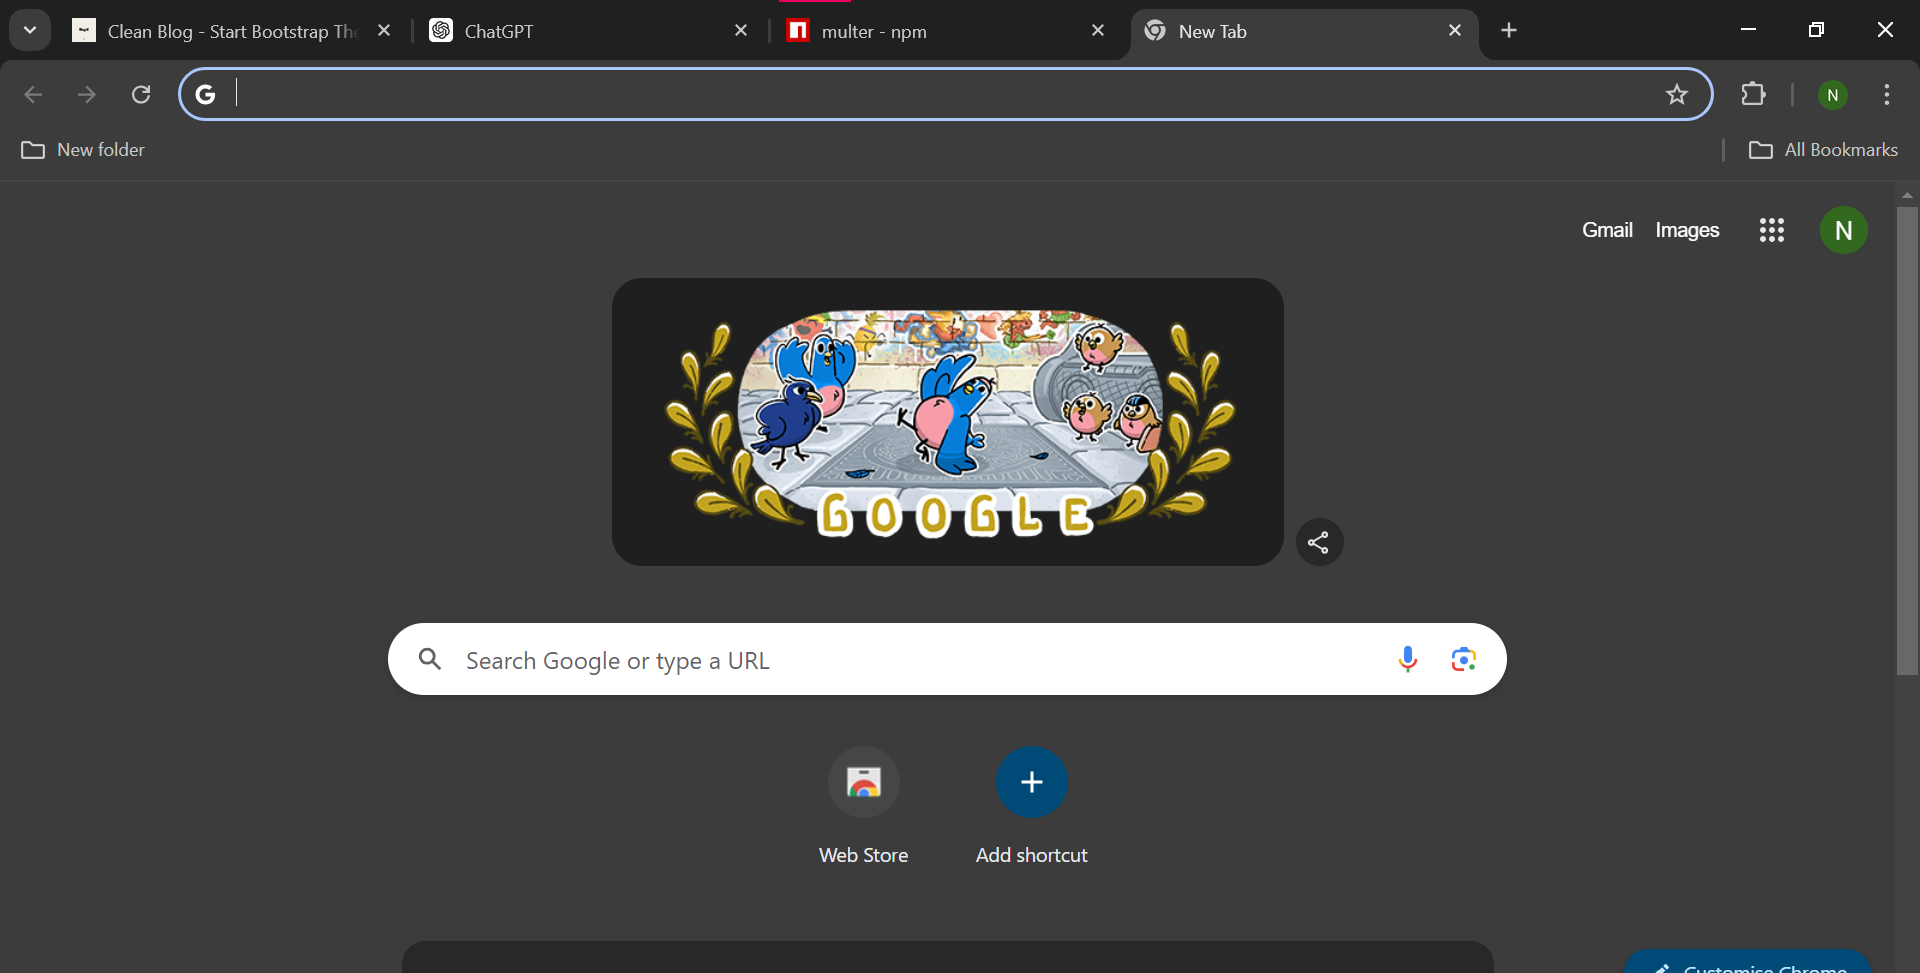 Clean Blog - Start Bootstrap The
ChatGPT
multer - npm
New Tab
N
New folder
All Bookmarks
Gmail
Images
N
GOOGLE
Search Google or type a URL
Web Store
Add shortcut
Customise Chrome